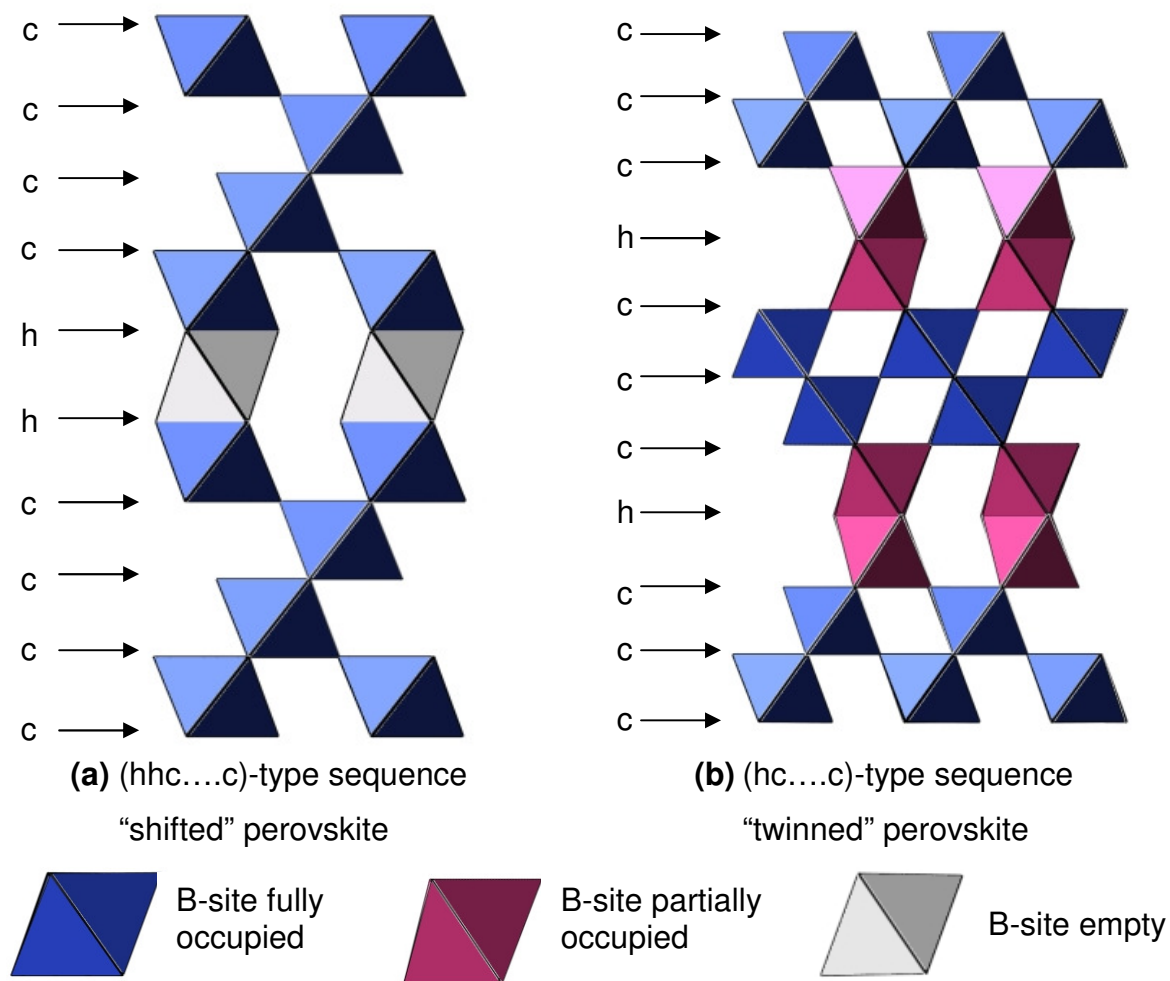 c
c
c
c
h
h
c
c
c
c
(a) (hhc....c)-type sequence
“shifted” perovskite
c
c
c
h
c
c
c
h
c
c
c
(b) (hc....c)-type sequence
“twinned” perovskite
B-site fully
occupied
B-site partially
occupied
B-site empty